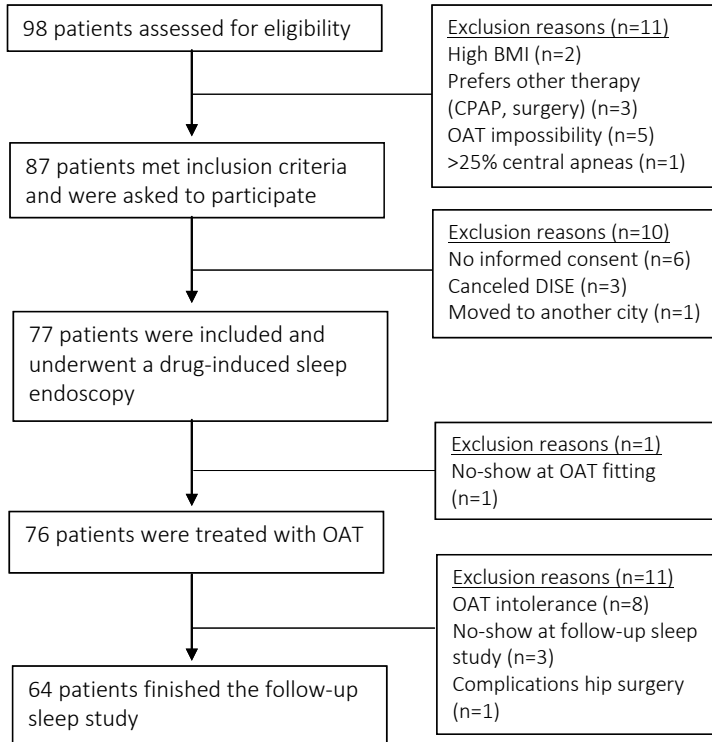 98 patients assessed for eligibility
Exclusion reasons (n=11)
High BMI (n=2)
Prefers other therapy
(CPAP, surgery) (n=3)
OAT impossibility (n=5)
>25% central apneas (n=1)
87 patients met inclusion criteria
and were asked to participate
Exclusion reasons (n=10)
No informed consent (n=6)
Canceled DISE (n=3)
Moved to another city (n=1)
77 patients were included and
underwent a drug-induced sleep
endoscopy
Exclusion reasons (n=1)
No-show at OAT fitting
(n=1)
76 patients were treated with OAT
Exclusion reasons (n=11)
OAT intolerance (n=8)
No-show at follow-up sleep
study (n=3)
Complications hip surgery
(n=1)
64 patients finished the follow-up
sleep study